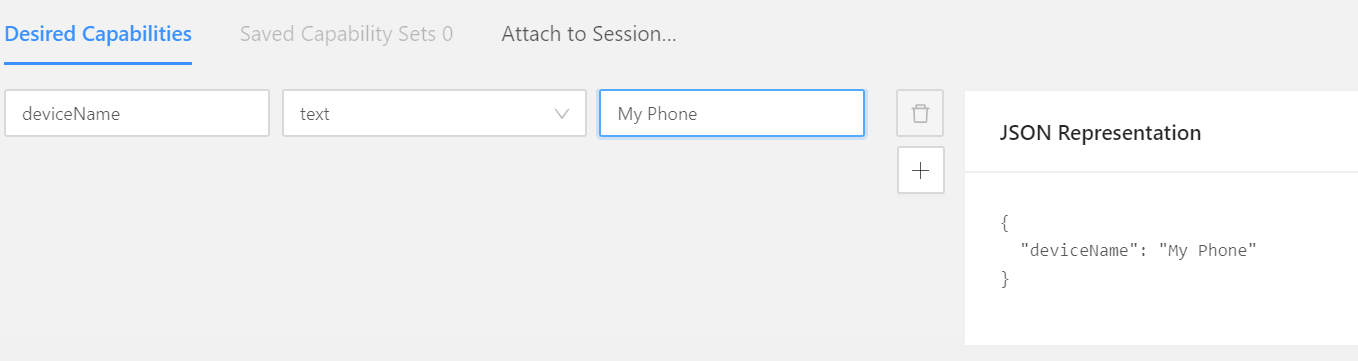 Desired Capabilities Saved Capability Sets 0 Attach to Session...
deviceName text My Phone
JSON Representation
{
"deviceName": "My Phone"
}